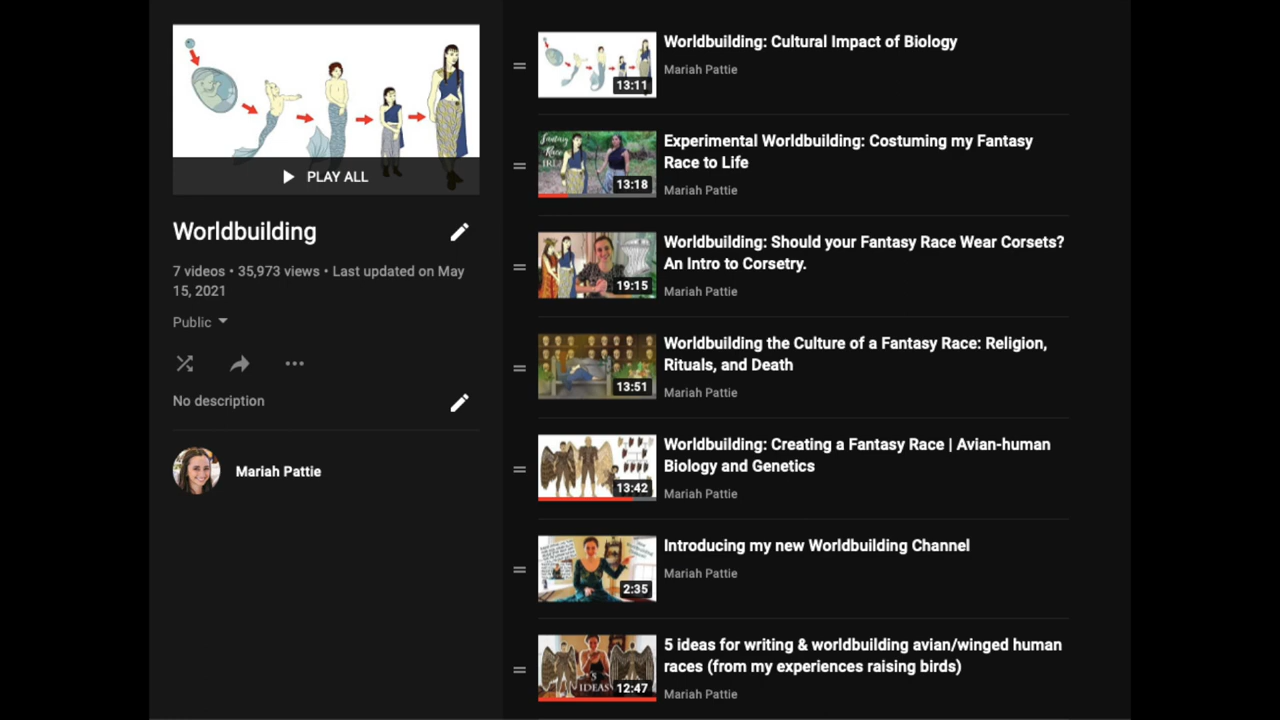 PLAY ALL
Worldbuilding
7 videos • 35,973 views • Last updated on May
15, 2021
Public
No description
Mariah Pattie
Worldbuilding: Cultural Impact of Biology
Mariah Pattie
13:11
Experimental Worldbuilding: Costuming my Fantasy
Race to Life
Mariah Pattie
Fantasy
Race
IRL
13:18
Worldbuilding: Should your Fantasy Race Wear Corsets?
An Intro to Corsetry.
Mariah Pattie
19:15
Worldbuilding the Culture of a Fantasy Race: Religion,
Rituals, and Death
Mariah Pattie
13:51
Worldbuilding: Creating a Fantasy Race | Avian-human
Biology and Genetics
Mariah Pattie
13:42
Introducing my new Worldbuilding Channel
Mariah Pattie
2:35
5 ideas for writing & worldbuilding avian/winged human
races (from my experiences raising birds)
Mariah Pattie
5
IDEAS
12:47